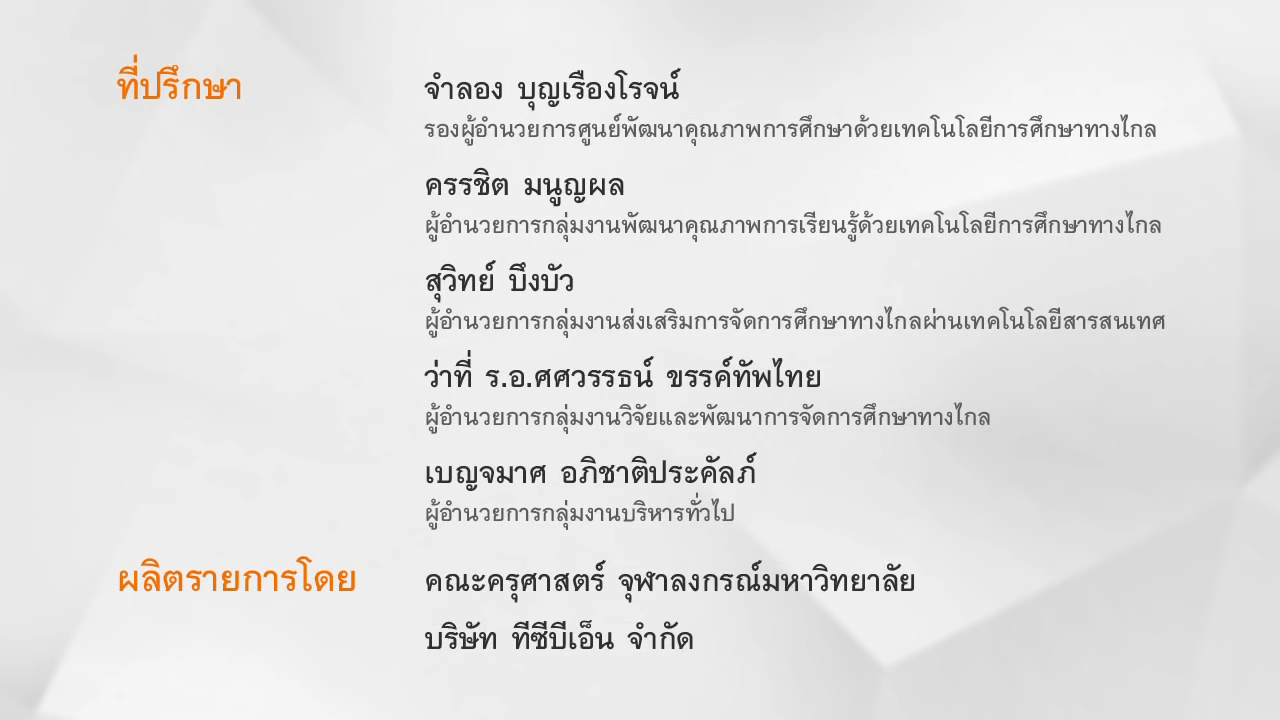 ที่ปรึกษา จำลอง บุญเรืองโรจน์
รองผู้อำนวยการศูนย์พัฒนาคุณภาพการศึกษาด้วยเทคโนโลยีการศึกษาทางไกล
ครรชิต มนูญผล
ผู้อำนวยการกลุ่มงานพัฒนาคุณภาพการเรียนรู้ด้วยเทคโนโลยีการศึกษาทางไกล
สุวิทย์ บึงบัว
ผู้อำนวยการกลุ่มงานส่งเสริมการจัดการศึกษาทางไกลผ่านเทคโนโลยีสารสนเทศ
ว่าที่ ร.อ.ศศวรรธน์ ขรรค์ทัพไทย
ผู้อำนวยการกลุ่มงานวิจัยและพัฒนาการจัดการศึกษาทางไกล
เบญจมาศ อภิชาติประคัลภ์
ผู้อำนวยการกลุ่มงานบริหารทั่วไป
ผลิตรายการโดย คณะครุศาสตร์ จุฬาลงกรณ์มหาวิทยาลัย
บริษัท ทีซีบีเอ็น จำกัด